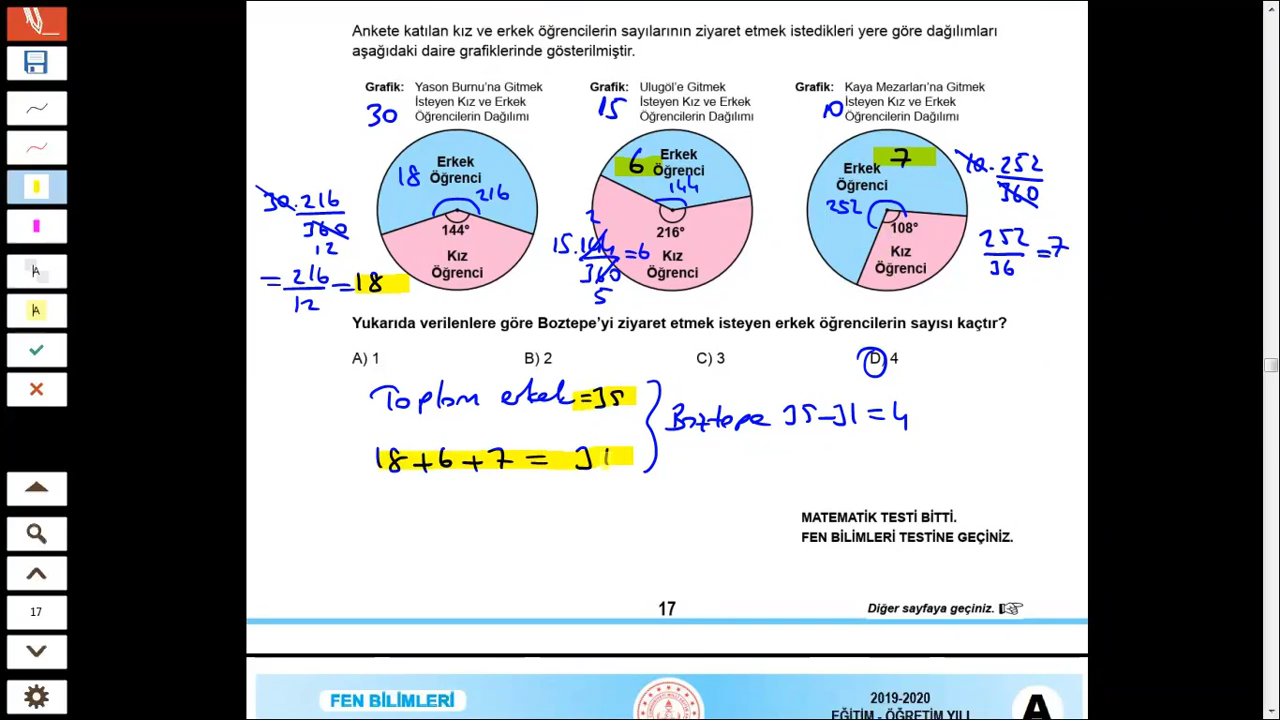 Ankete katılan kız ve erkek öğrencilerin sayılarının ziyaret etmek istedikleri yere göre dağılımları
aşağıdaki daire grafiklerinde gösterilmiştir.
Grafik: Yason Burnu'na Gitmek
İsteyen Kız ve Erkek
Öğrencilerin Dağılımı
30
Erkek
Öğrenci
18
216
144°
Kız
Öğrenci
30.216
360
12
= 216
12
=18
Grafik: Ulugöl'e Gitmek
İsteyen Kız ve Erkek
Öğrencilerin Dağılımı
15
6
Erkek
Öğrenci
144
216°
Kız
Öğrenci
2
15.144
360
5
=6
Grafik: Kaya Mezarları'na Gitmek
İsteyen Kız ve Erkek
Öğrencilerin Dağılımı
10
7
Erkek
Öğrenci
252
108°
Kız
Öğrenci
10.252
360
252
36
=7
Yukarıda verilenlere göre Boztepe'yi ziyaret etmek isteyen erkek öğrencilerin sayısı kaçtır?
A) 1 B) 2 C) 3 D) 4
Toplam erkek =35
18+6+7 = 31
Boztepe 35-31=4
MATEMATİK TESTİ BİTTİ.
FEN BİLİMLERİ TESTİNE GEÇİNİZ.
17
Diğer sayfaya geçiniz.
FEN BİLİMLERİ
2019-2020
EĞİTİM - ÖĞRETİM YILI
A
A
A
17